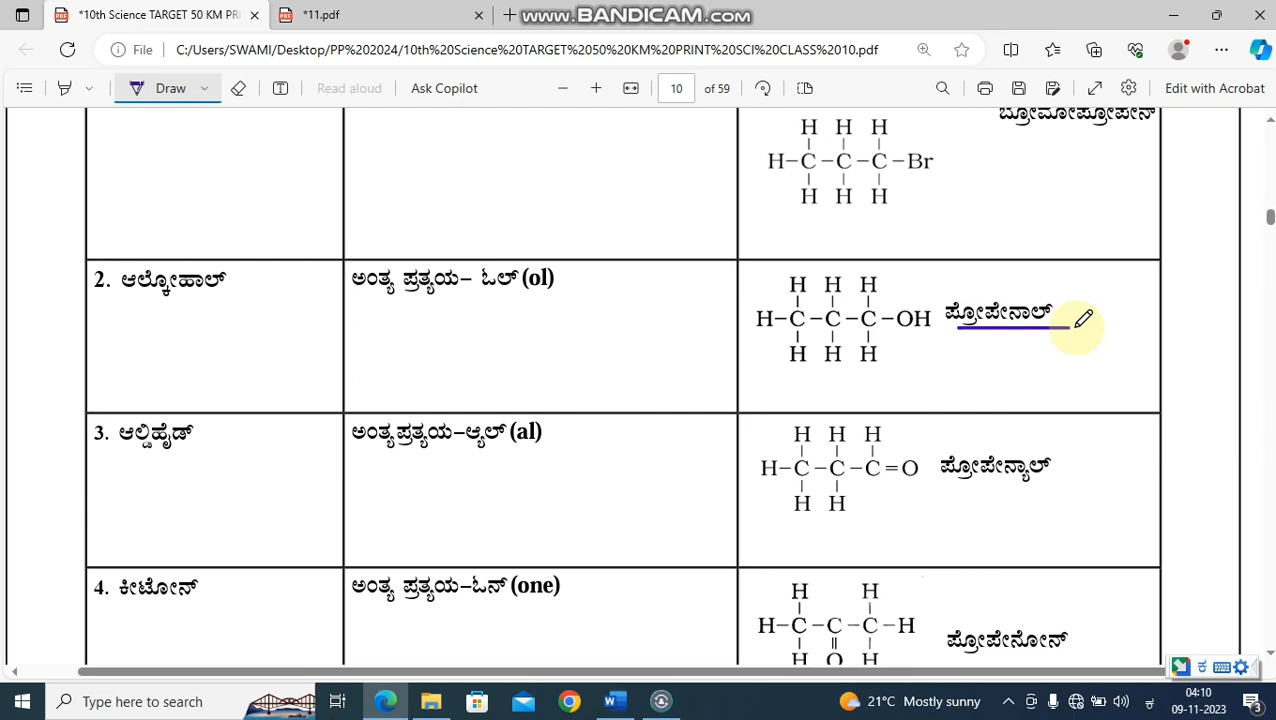 WWW.BANDICAM.COM
*10th Science TARGET 50 KM PRI
*11.pdf
File
C:/Users/SWAMI/Desktop/PP%202024/10th%20Science%20TARGET%2050%20KM%20PRINT%20SCI%20CLASS%2010.pdf
Draw
Read aloud
Ask Copilot
10
of 59
Edit with Acrobat
ಬ್ರೋಮೋಪ್ರೋಪೇನ್
H H H
H-C-C-C-Br
H H H
2. ಆಲ್ಕೋಹಾಲ್
ಅಂತ್ಯ ಪ್ರತ್ಯಯ- ಓಲ್ (ol)
H H H
H-C-C-C-OH
ಪ್ರೋಪೇನಾಲ್
H H H
3. ಆಲ್ಡಿಹೈಡ್
ಅಂತ್ಯಪ್ರತ್ಯಯ-ಆ್ಯಲ್ (al)
H H H
H-C-C-C=O
ಪ್ರೋಪೇನ್ಯಾಲ್
H H
4. ಕೀಟೋನ್
ಅಂತ್ಯ ಪ್ರತ್ಯಯ-ಓನ್ (one)
H H
H-C-C-C-H
ಪ್ರೋಪೇನೋನ್
H O H
ಕ
Type here to search
21°C Mostly sunny
04:10
09-11-2023
3